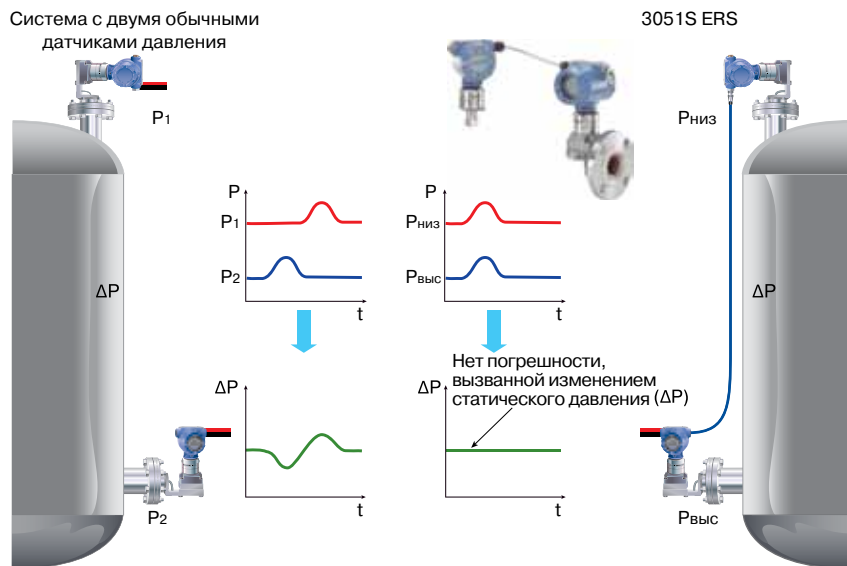 Система с двумя обычными
датчиками давления
3051S ERS
P1
Pниз
P
P1
P2
t
P
Pниз
Pвыс
t
ΔP
ΔP
Нет погрешности,
вызванной изменением
статического давления (ΔP)
ΔP
t
ΔP
t
P2
Pвыс